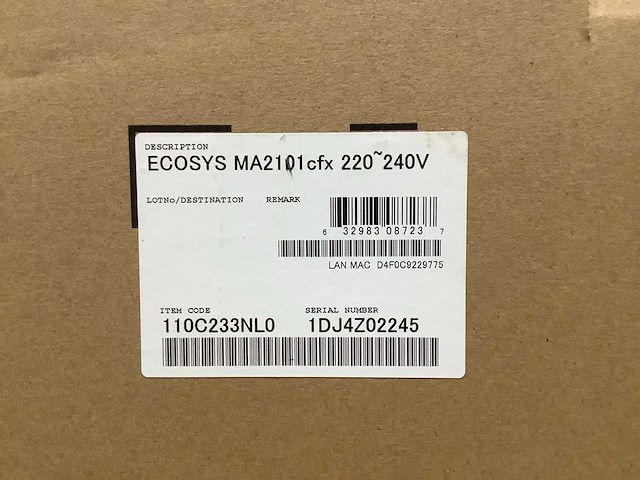 DESCRIPTION
ECOSYS MA2101cfx 220~240V
LOTNo/DESTINATION REMARK
6 32983 08723 7
LAN MAC D4F0C9229775
ITEM CODE SERIAL NUMBER
110C233NL0 1DJ4Z02245